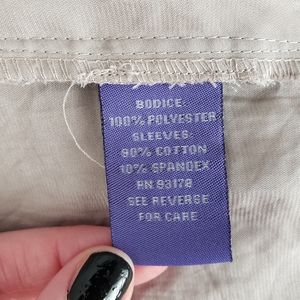 BODICE:
100% POLYESTER
SLEEVES:
90% COTTON
10% SPANDEX
RN 93178
SEE REVERSE
FOR CARE